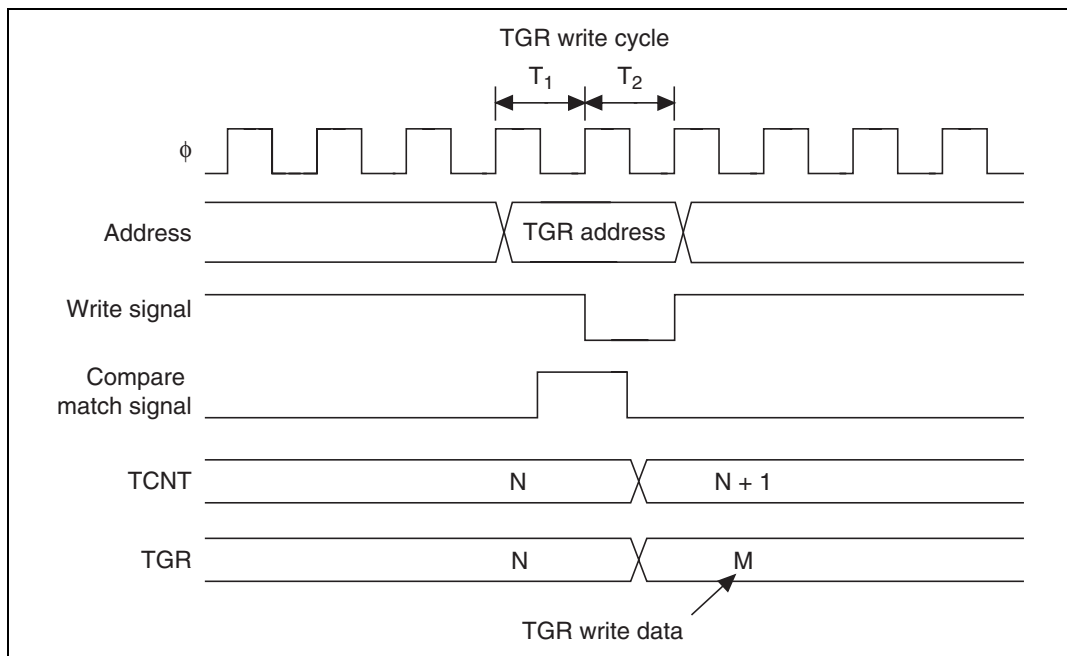 TGR write cycle
T1 T2
ϕ
Address TGR address
Write signal
Compare
match signal
TCNT N N + 1
TGR N M
TGR write data